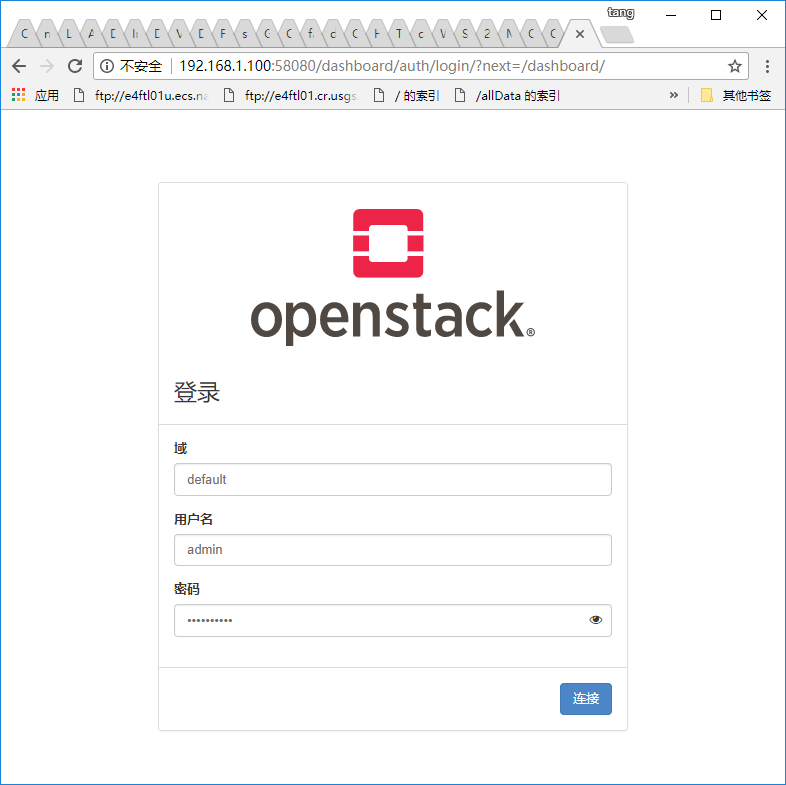 tang
C n L A D I D V D F s C C f d C H T c V S 2 N C C
不安全 192.168.1.100:58080/dashboard/auth/login/?next=/dashboard/
应用 ftp://e4ftl01u.ecs.na ftp://e4ftl01.cr.usgs / 的索引 /allData 的索引 » 其他书签
openstack®
登录
域
default
用户名
admin
密码
••••••••••
连接